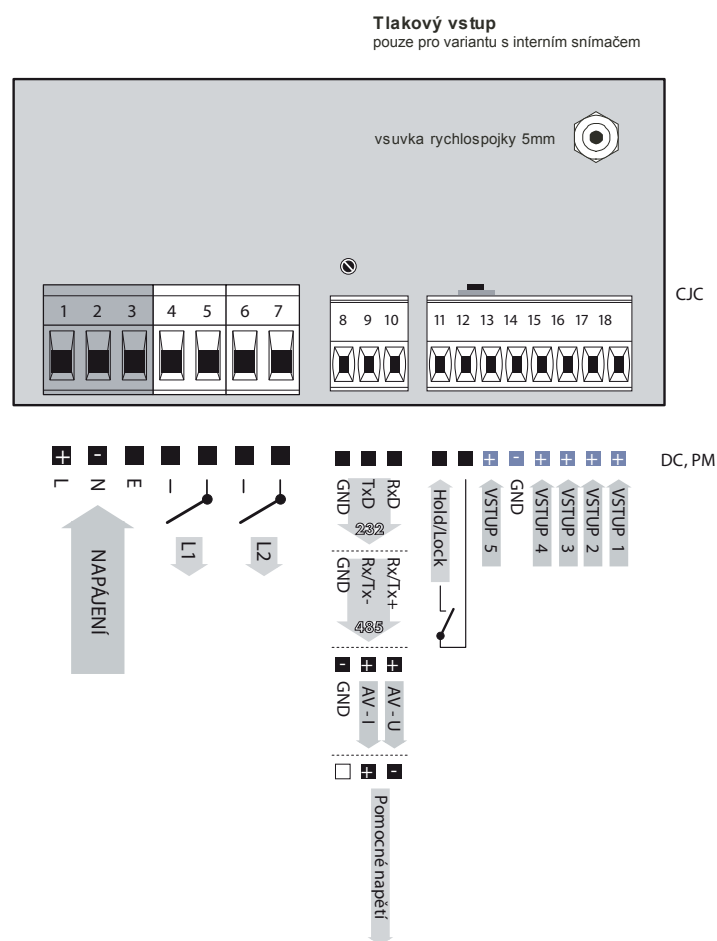 Tlakový vstup
pouze pro variantu s interním snímačem
vsuvka rychlospojky 5mm
CJC
1 2 3 4 5 6 7
8 9 10
11 12 13 14 15 16 17 18
DC, PM
+ - + - + + + +
L N E
NAPÁJENÍ
L1
L2
GND TxD RxD
232
GND Rx/Tx- Rx/Tx+
485
- + +
GND AV - I AV - U
+ -
Pomocné napětí
Hold/Lock
VSTUP 5
GND
VSTUP 4
VSTUP 3
VSTUP 2
VSTUP 1